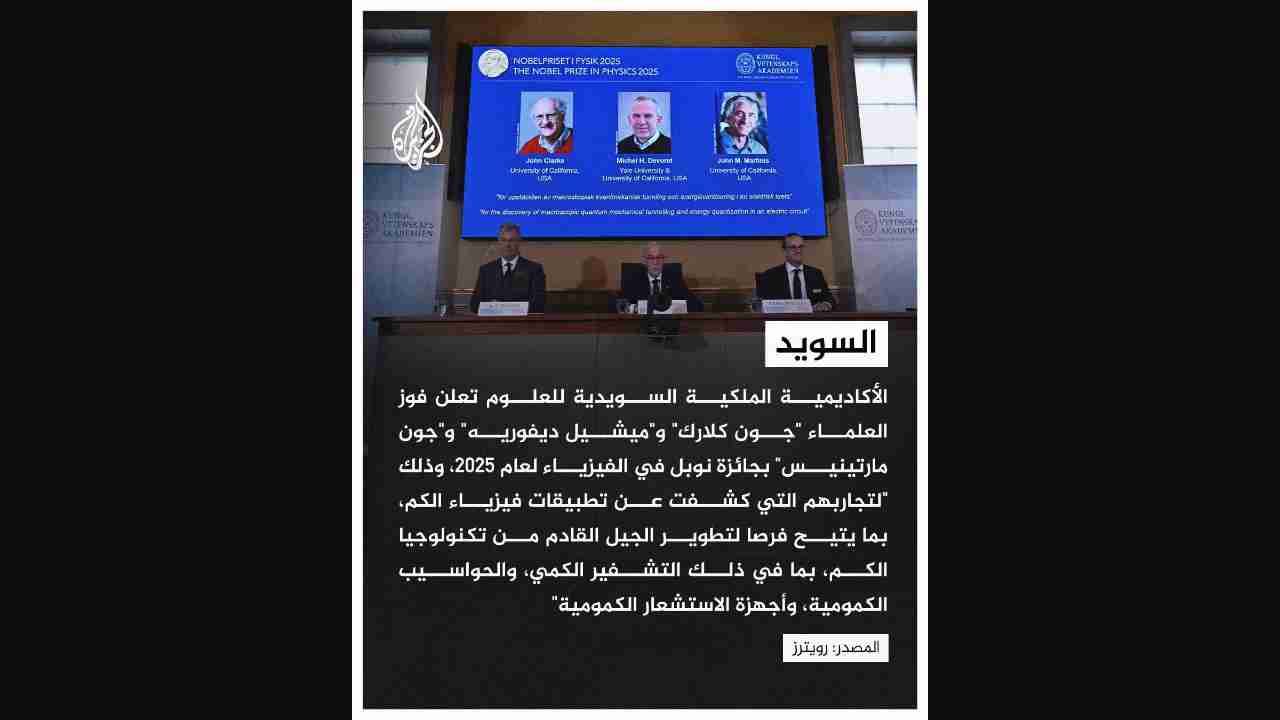 NOBELPRISET I FYSIK 2025
THE NOBEL PRIZE IN PHYSICS 2025
KUNGL.
VETENSKAPS
AKADEMIEN
John Clarke
University of California,
USA
Michel H. Devoret
Yale University &
University of California, USA
John M. Martinis
University of California,
USA
"för upptäckten av makroskopisk kvantmekanisk tunnling och energikvantisering i en elektrisk krets"
"for the discovery of macroscopic quantum mechanical tunnelling and energy quantisation in an electric circuit"
الجزيرة
KUNGL.
VETENSKAPS
AKADEMIEN
KUNGL.
VETENSKAPS
AKADEMIEN
السويد
الأكاديمية الملكية السويدية للعلوم تعلن فوز
العلماء "جون كلارك" و"ميشيل ديفوريه" و"جون
مارتينيس" بجائزة نوبل في الفيزياء لعام 2025، وذلك
"لتجاربهم التي كشفت عن تطبيقات فيزياء الكم،
بما يتيح فرصا لتطوير الجيل القادم من تكنولوجيا
الكم، بما في ذلك التشفير الكمي، والحواسيب
الكمومية، وأجهزة الاستشعار الكمومية"
المصدر: رويترز